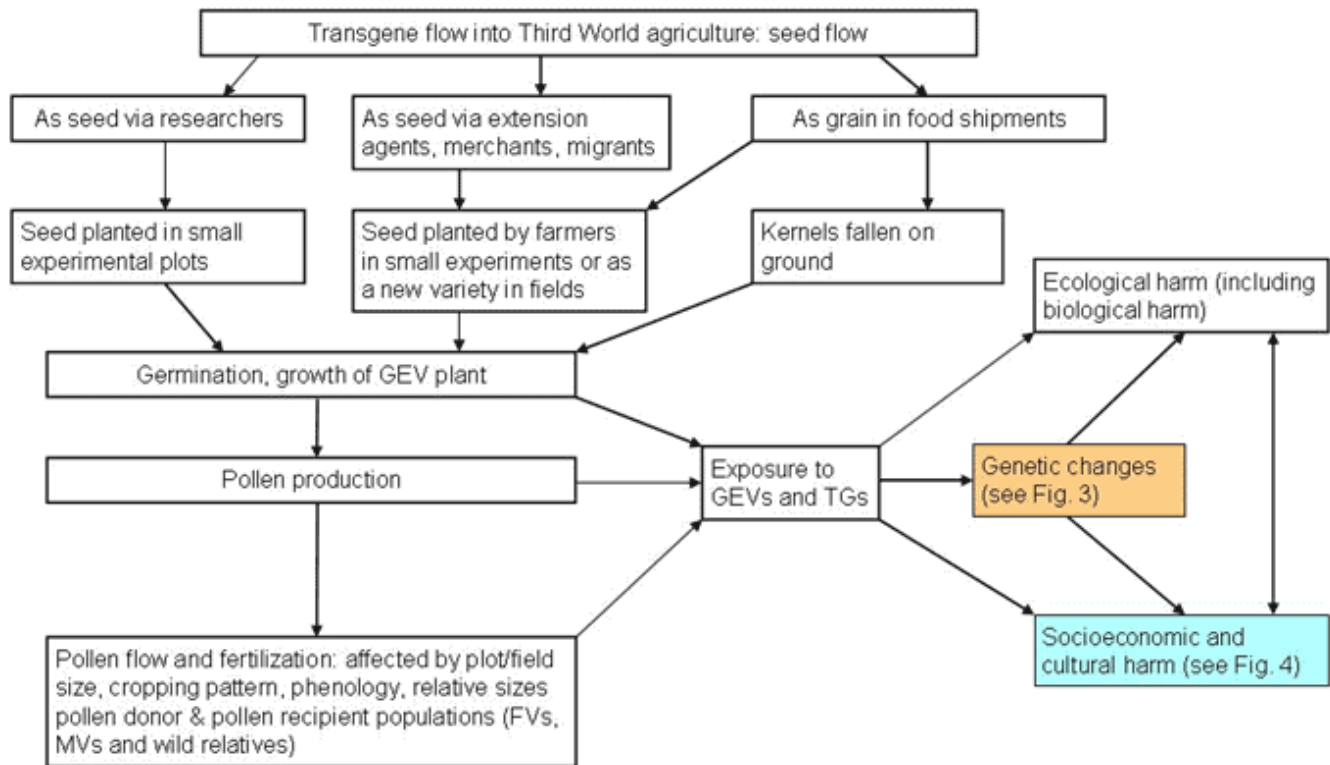 Transgene flow into Third World agriculture: seed flow
As seed via researchers
As seed via extension
agents, merchants, migrants
As grain in food shipments
Seed planted in small
experimental plots
Seed planted by farmers
in small experiments or as
a new variety in fields
Kernels fallen on
ground
Ecological harm (including
biological harm)
Germination, growth of GEV plant
Pollen production
Exposure to
GEVs and TGs
Genetic changes
(see Fig. 3)
Pollen flow and fertilization: affected by plot/field
size, cropping pattern, phenology, relative sizes
pollen donor & pollen recipient populations (FVs,
MVs and wild relatives)
Socioeconomic and
cultural harm (see Fig. 4)